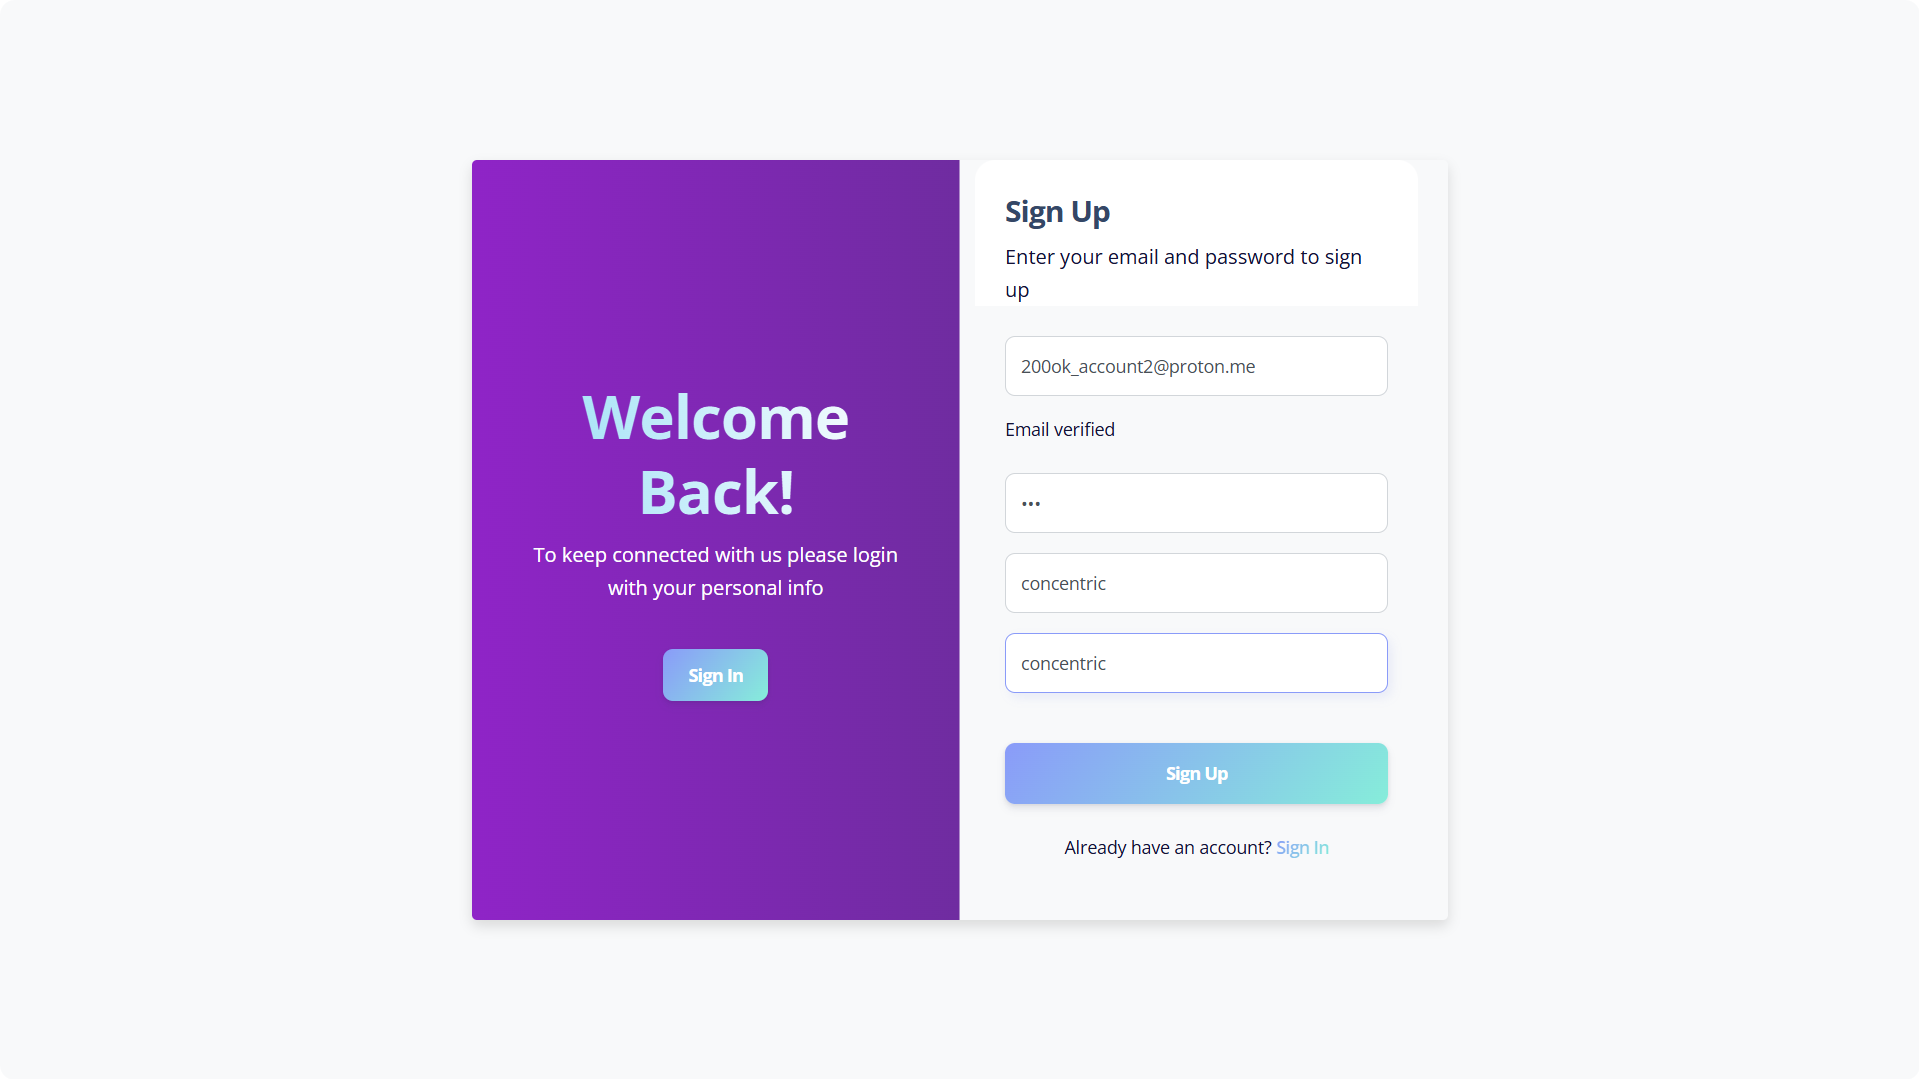 Welcome
Back!
To keep connected with us please login
with your personal info
Sign In
Sign Up
Enter your email and password to sign
up
200ok_account2@proton.me
Email verified
•••
concentric
concentric
Sign Up
Already have an account? Sign In